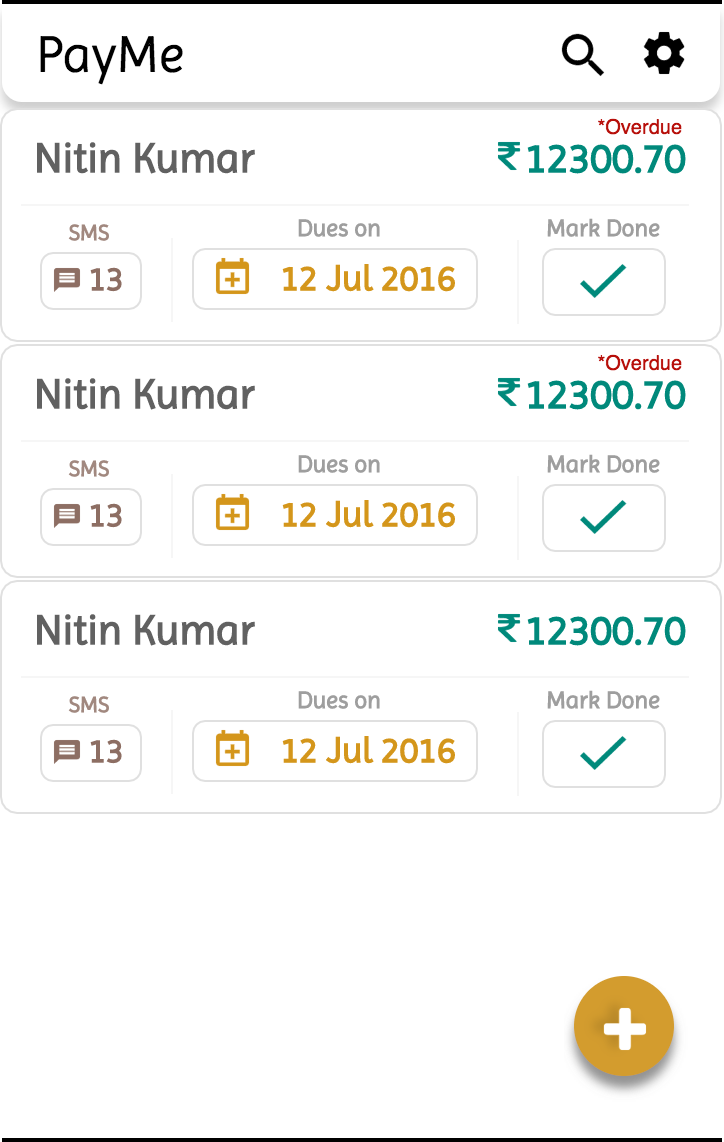 PayMe
*Overdue
Nitin Kumar ₹12300.70
SMS Dues on Mark Done
13 12 Jul 2016
*Overdue
Nitin Kumar ₹12300.70
SMS Dues on Mark Done
13 12 Jul 2016
Nitin Kumar ₹12300.70
SMS Dues on Mark Done
13 12 Jul 2016